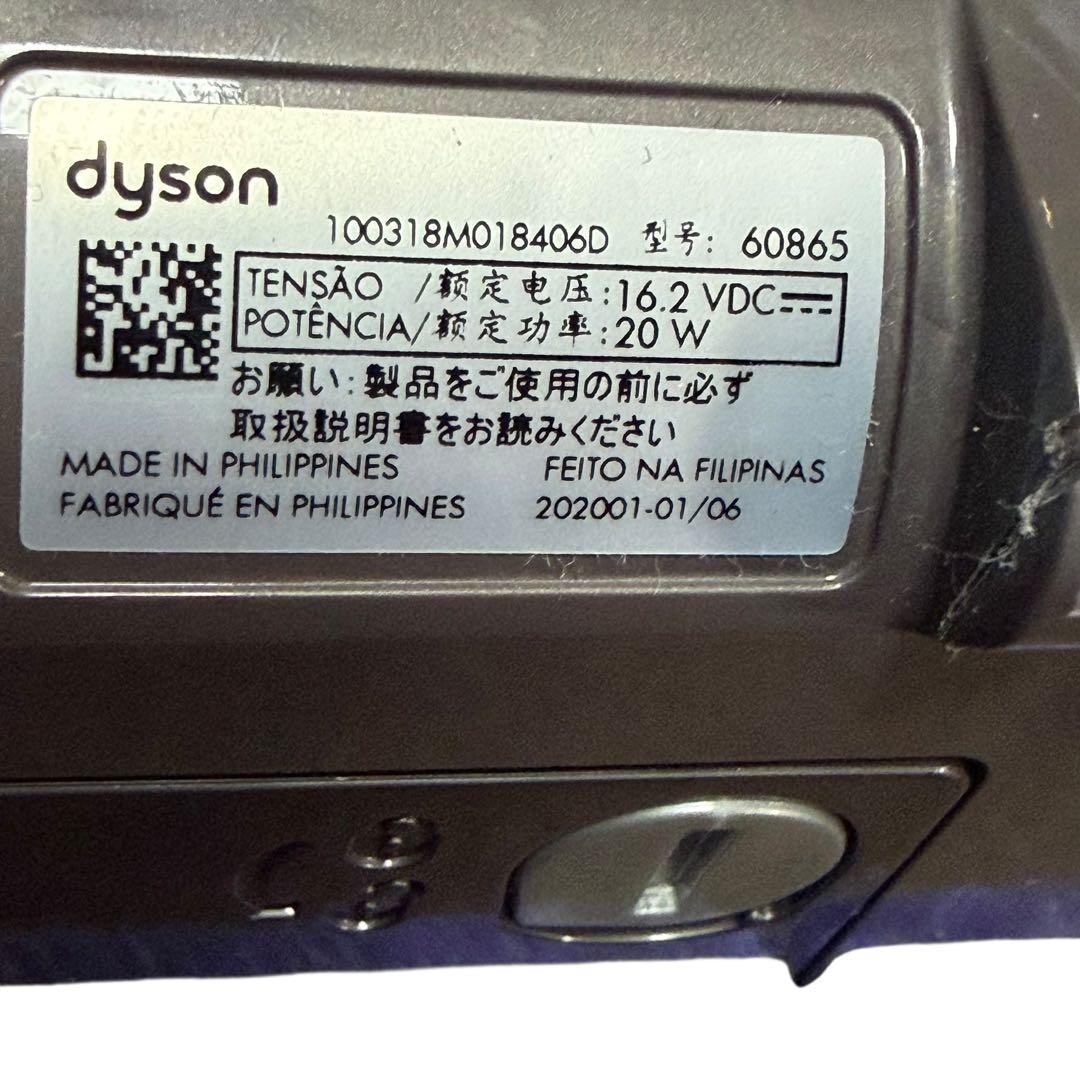 dyson
100318M018406D 型号: 60865
TENSÃO /额定电压:16.2 VDC⎓
POTÊNCIA/额定功率:20 W
お願い:製品をご使用の前に必ず
取扱説明書をお読みください
MADE IN PHILIPPINES FEITO NA FILIPINAS
FABRIQUÉ EN PHILIPPINES 202001-01/06